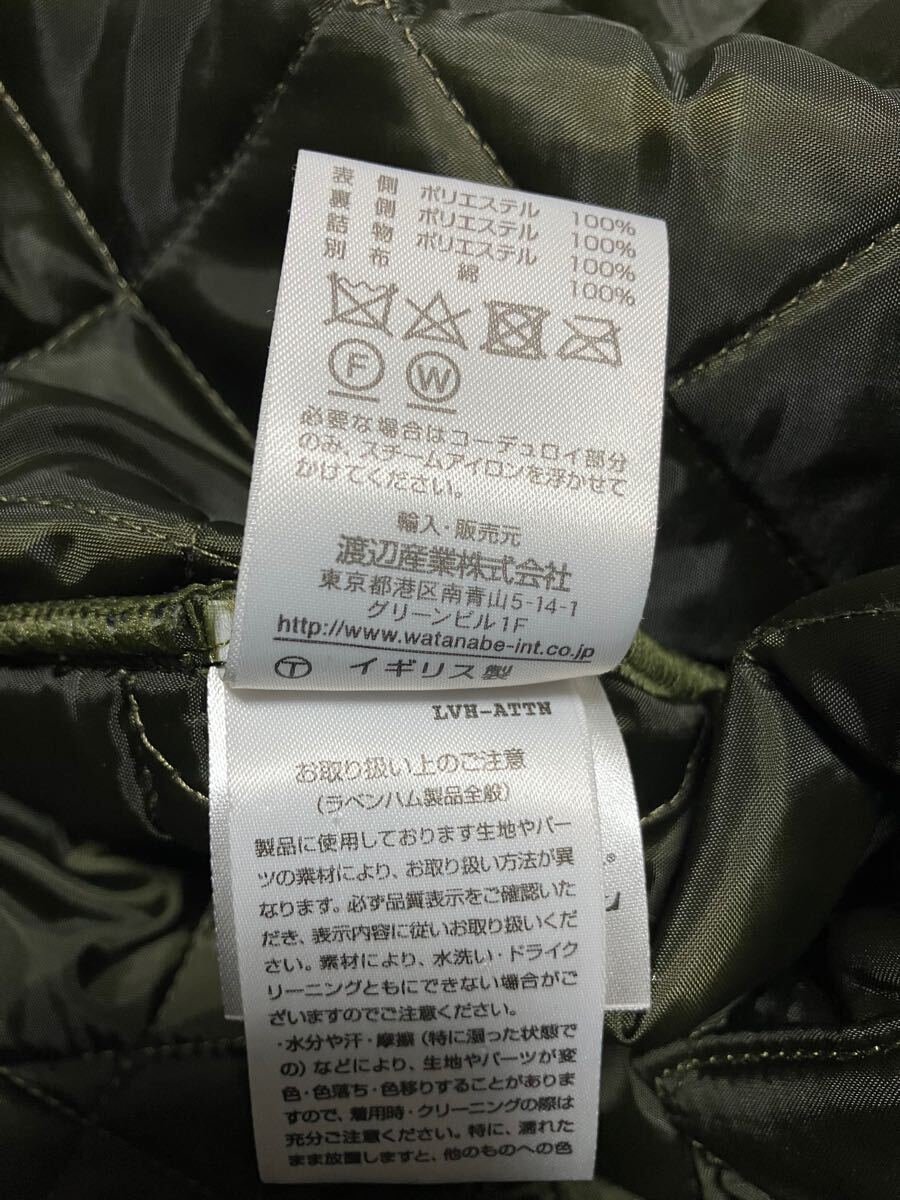 表側 ポリエステル 100%
裏側 ポリエステル 100%
詰物 ポリエステル 100%
別布 綿 100%
F W
必要な場合はコーデュロイ部分
のみ、スチームアイロンを浮かせて
かけてください。
輸入・販売元
渡辺産業株式会社
東京都港区南青山5-14-1
グリーンビル1F
http://www.watanabe-int.co.jp
T イギリス製
LVH-ATTN
お取り扱い上のご注意
(ラベンハム製品全般)
製品に使用しております生地やパー
ツの素材により、お取り扱い方法が異
なります。必ず品質表示をご確認いた
だき、表示内容に従いお取り扱いくだ
さい。素材により、水洗い・ドライク
リーニングともにできない場合がござ
いますのでご注意ください。
・水分や汗・摩擦(特に湿った状態で
の)などにより、生地やパーツが変
色・色落ち・色移りすることがありま
すので、着用時・クリーニングの際は
充分ご注意ください。特に、濡れた
まま放置しますと、他のものへの色
®